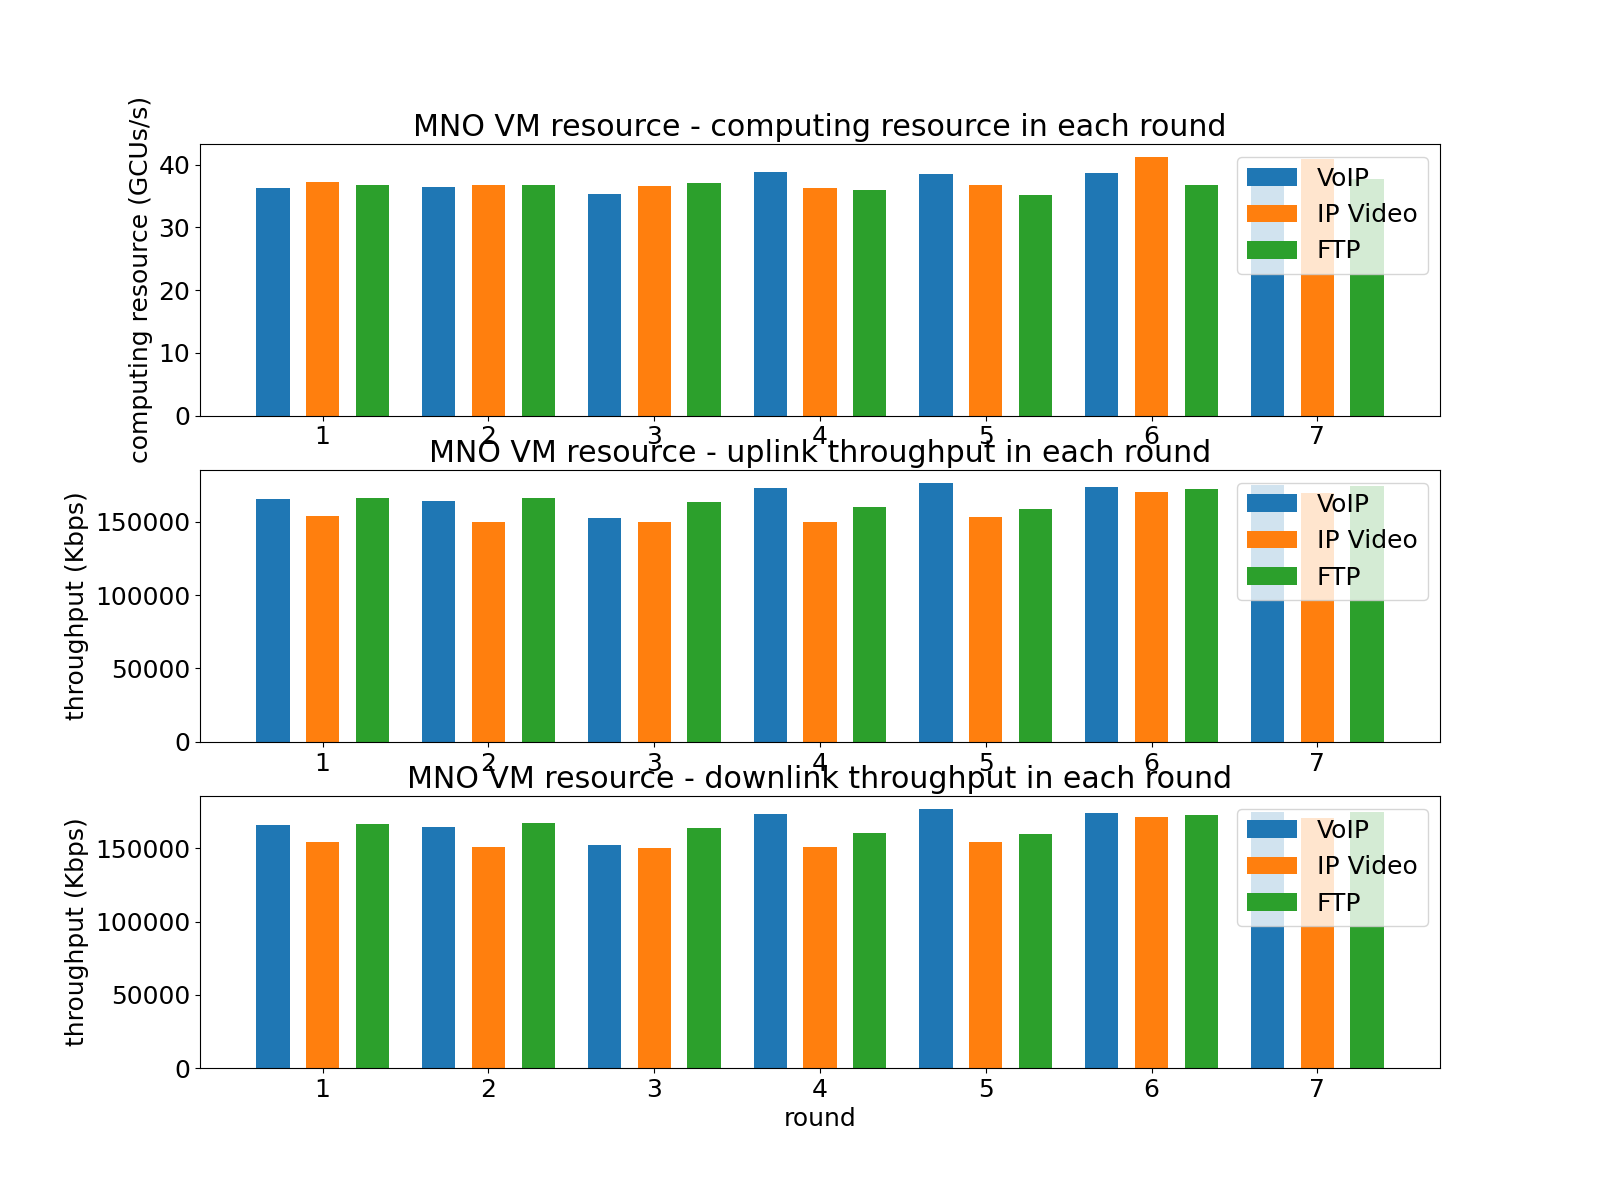 MNO VM resource - computing resource in each round
computing resource (GCUs/s)
40
30
20
10
0
VoIP
IP Video
FTP
1 2 3 4 5 6 7
MNO VM resource - uplink throughput in each round
throughput (Kbps)
150000
100000
50000
0
VoIP
IP Video
FTP
1 2 3 4 5 6 7
MNO VM resource - downlink throughput in each round
throughput (Kbps)
150000
100000
50000
0
VoIP
IP Video
FTP
1 2 3 4 5 6 7
round